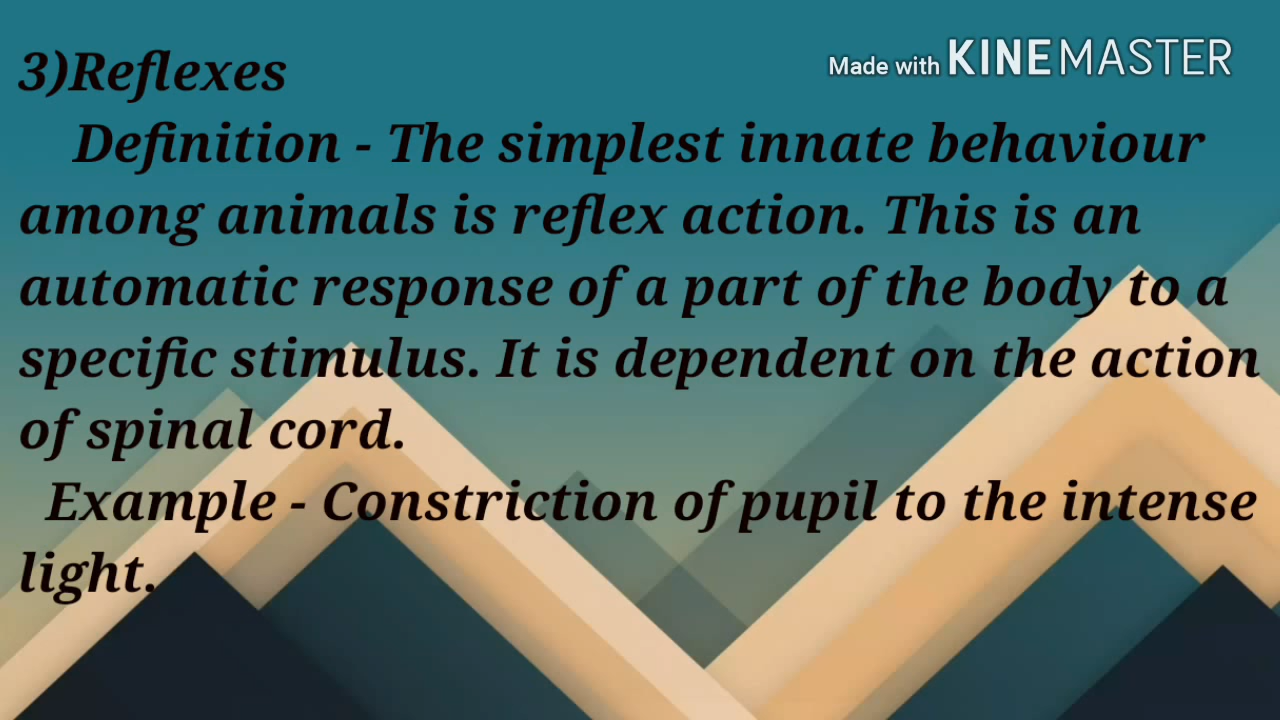 3)Reflexes
Made with KINEMASTER
Definition - The simplest innate behaviour
among animals is reflex action. This is an
automatic response of a part of the body to a
specific stimulus. It is dependent on the action
of spinal cord.
Example - Constriction of pupil to the intense
light.